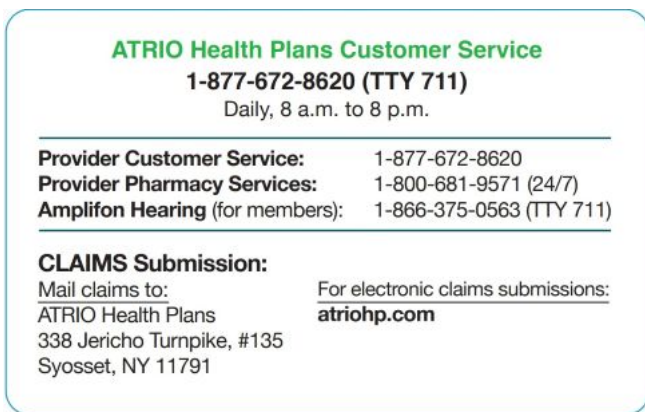 ATRIO Health Plans Customer Service
1-877-672-8620 (TTY 711)
Daily, 8 a.m. to 8 p.m.
Provider Customer Service: 1-877-672-8620
Provider Pharmacy Services: 1-800-681-9571 (24/7)
Amplifon Hearing (for members): 1-866-375-0563 (TTY 711)
CLAIMS Submission:
Mail claims to:
ATRIO Health Plans
338 Jericho Turnpike, #135
Syosset, NY 11791
For electronic claims submissions:
atriohp.com